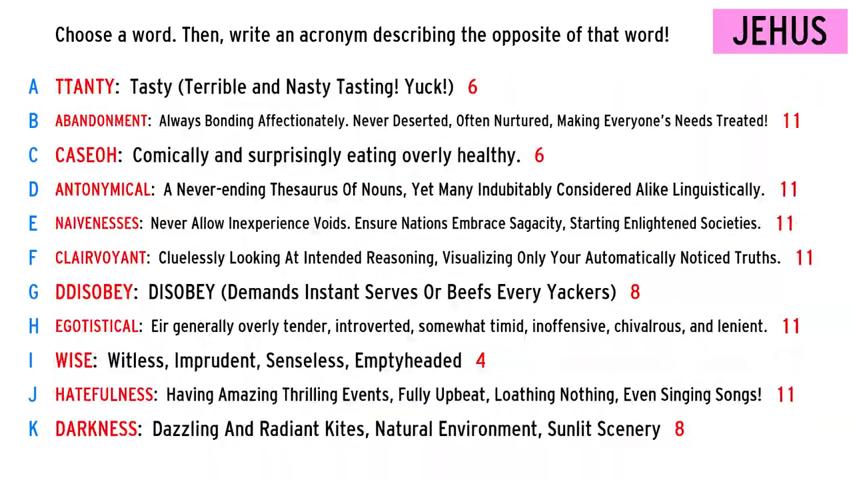 Choose a word. Then, write an acronym describing the opposite of that word!
JEHUS
A TTANTY: Tasty (Terrible and Nasty Tasting! Yuck!) 6
B ABANDONMENT: Always Bonding Affectionately. Never Deserted, Often Nurtured, Making Everyone's Needs Treated! 11
C CASEOH: Comically and surprisingly eating overly healthy. 6
D ANTONYMICAL: A Never-ending Thesaurus Of Nouns, Yet Many Indubitably Considered Alike Linguistically. 11
E NAIVENESSES: Never Allow Inexperience Voids. Ensure Nations Embrace Sagacity, Starting Enlightened Societies. 11
F CLAIRVOYANT: Cluelessly Looking At Intended Reasoning, Visualizing Only Your Automatically Noticed Truths. 11
G DDISOBEY: DISOBEY (Demands Instant Serves Or Beefs Every Yackers) 8
H EGOTISTICAL: Eir generally overly tender, introverted, somewhat timid, inoffensive, chivalrous, and lenient. 11
I WISE: Witless, Imprudent, Senseless, Emptyheaded 4
J HATEFULNESS: Having Amazing Thrilling Events, Fully Upbeat, Loathing Nothing, Even Singing Songs! 11
K DARKNESS: Dazzling And Radiant Kites, Natural Environment, Sunlit Scenery 8